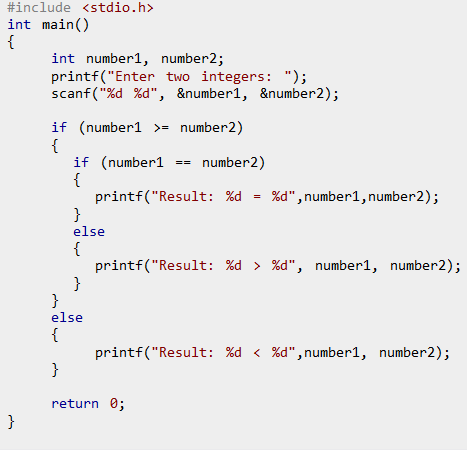 #include <stdio.h>
int main()
{
int number1, number2;
printf("Enter two integers: ");
scanf("%d %d", &number1, &number2);
if (number1 >= number2)
{
if (number1 == number2)
{
printf("Result: %d = %d",number1,number2);
}
else
{
printf("Result: %d > %d", number1, number2);
}
}
else
{
printf("Result: %d < %d",number1, number2);
}
return 0;
}